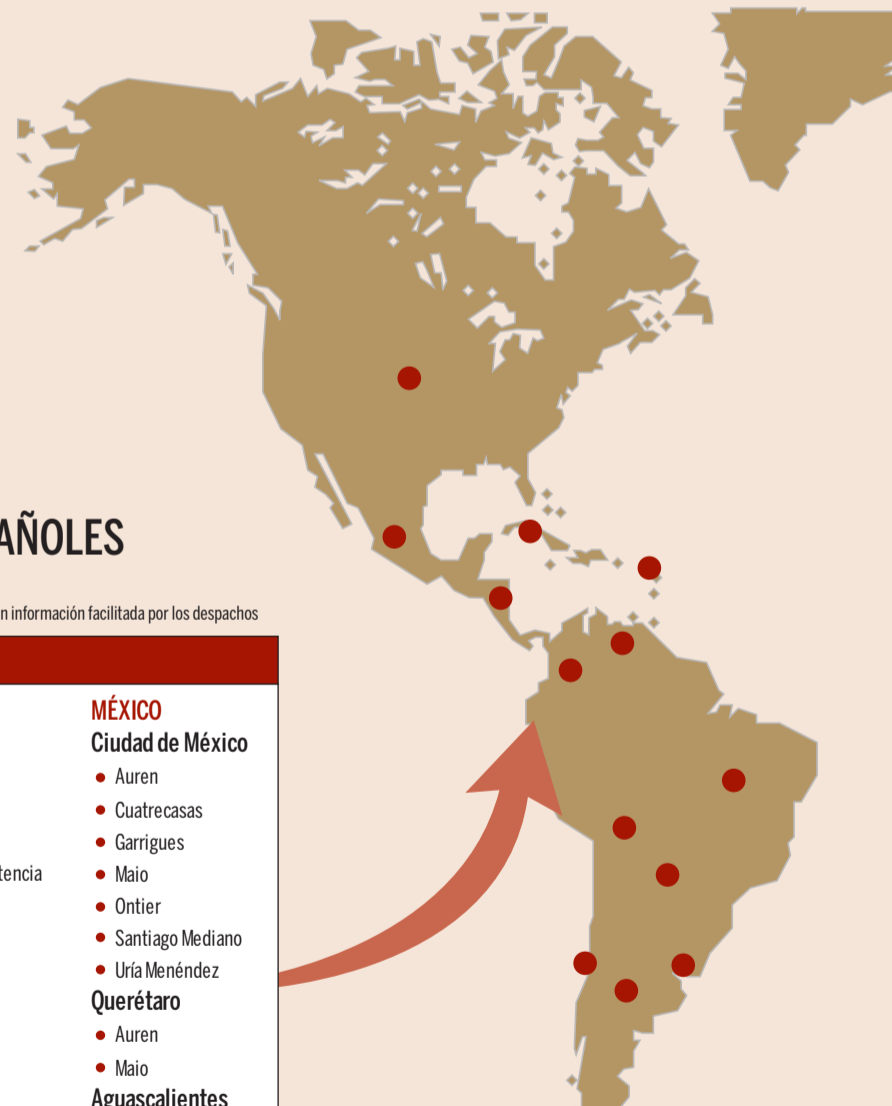 AÑOLES
n información facilitada por los despachos
tencia
MÉXICO
Ciudad de México
Auren
Cuatrecasas
Garrigues
Maio
Ontier
Santiago Mediano
Uría Menéndez
Querétaro
Auren
Maio
Aguascalientes